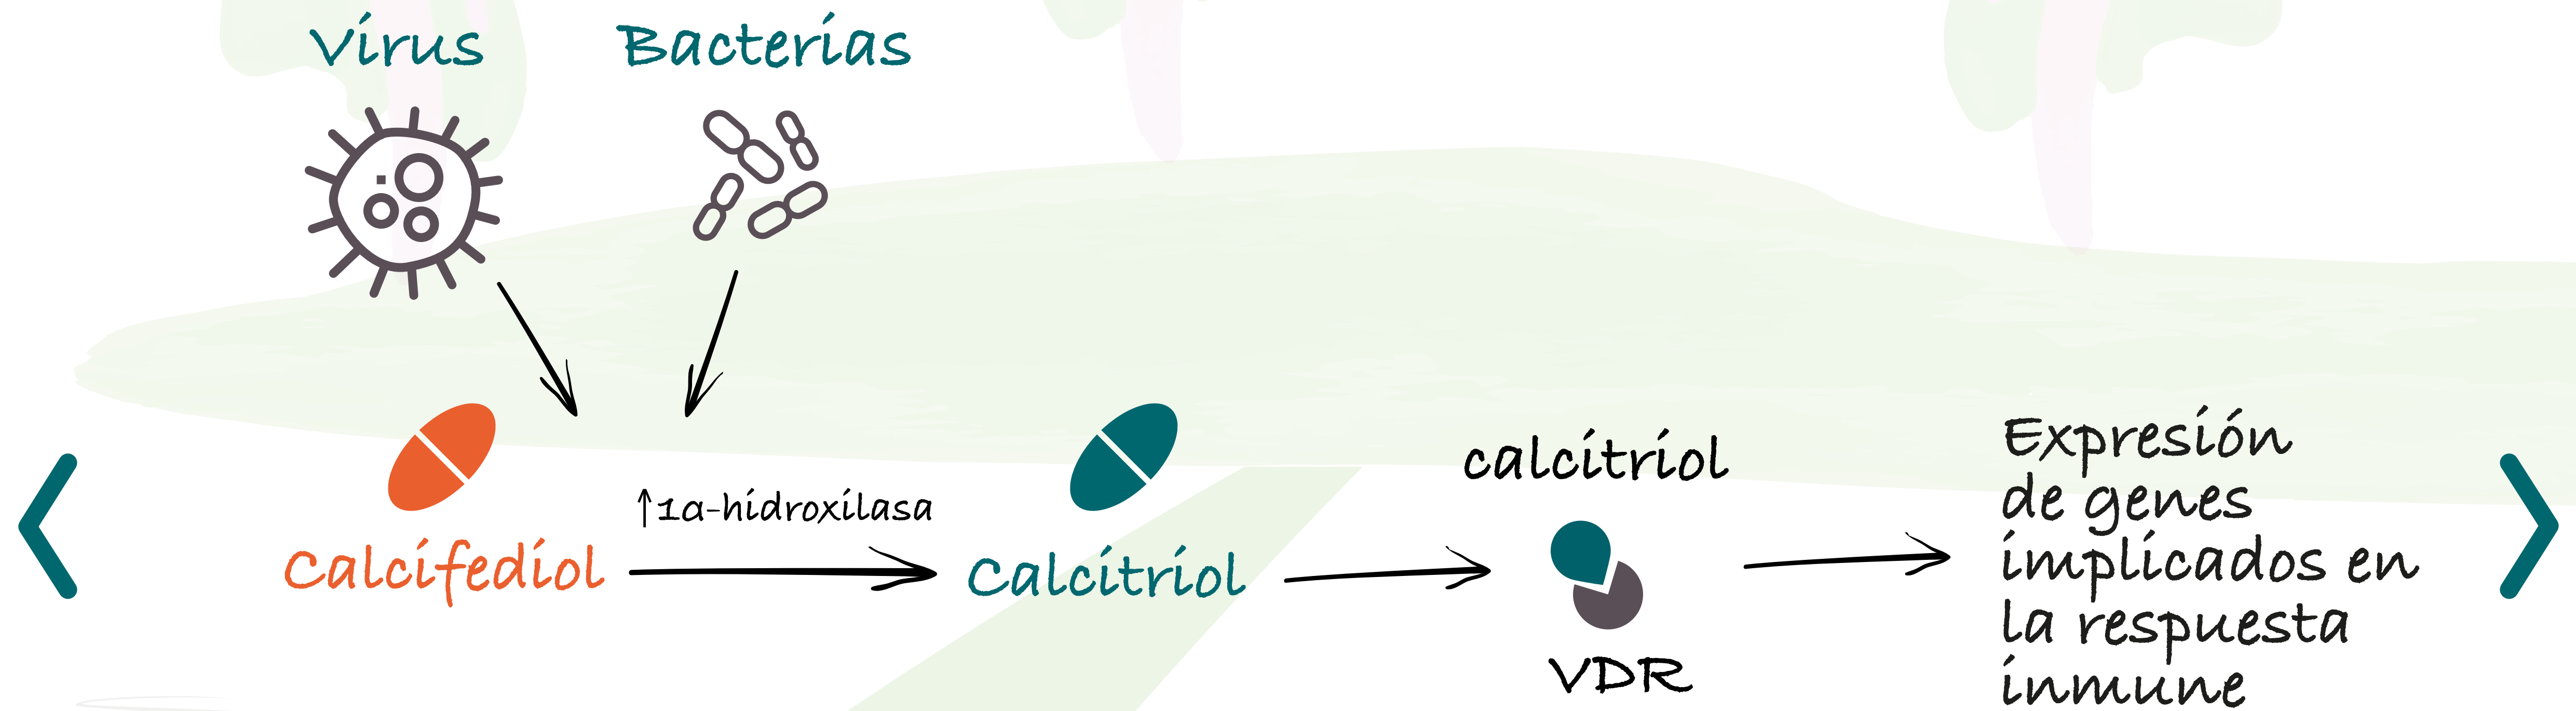 Virus
Bacterias
↑1α-hidroxilasa
Calcifediol
Calcitriol
calcitriol
VDR
Expresión
de genes
implicados en
la respuesta
inmune